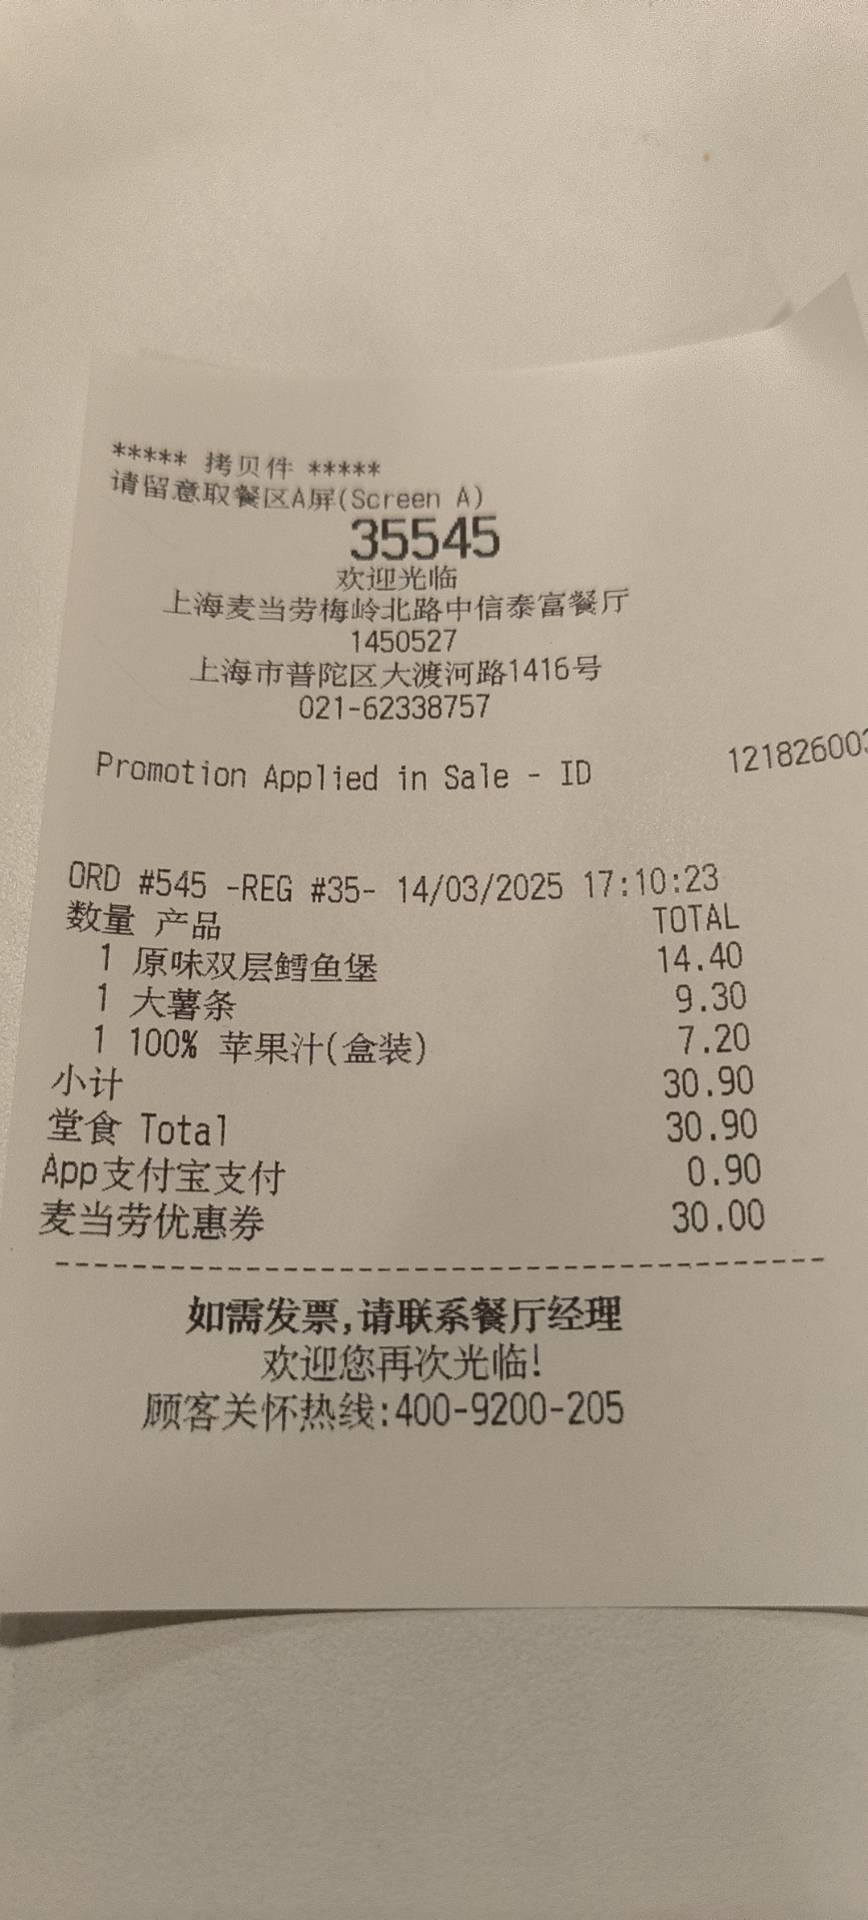 ***** 拷贝件 *****
请留意取餐区A屏(Screen A)
35545
欢迎光临
上海麦当劳梅岭北路中信泰富餐厅
1450527
上海市普陀区大渡河路1416号
021-62338757
Promotion Applied in Sale - ID 121826003
ORD #545 -REG #35- 14/03/2025 17:10:23
数量 产品 TOTAL
1 原味双层鳕鱼堡 14.40
1 大薯条 9.30
1 100% 苹果汁(盒装) 7.20
小计 30.90
堂食 Total 30.90
App支付宝支付 0.90
麦当劳优惠券 30.00
--------------------------------------
如需发票,请联系餐厅经理
欢迎您再次光临!
顾客关怀热线:400-9200-205